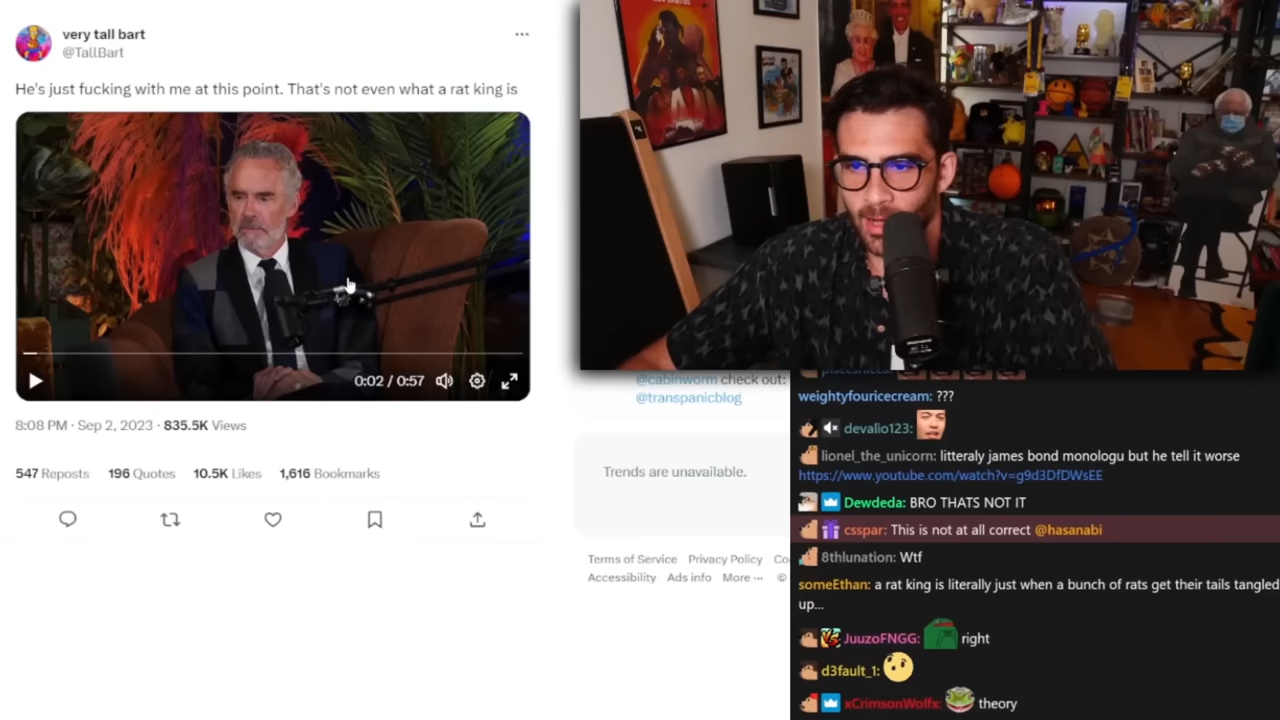 very tall bart
@TallBart
He's just fucking with me at this point. That's not even what a rat king is
0:02 / 0:57
8:08 PM · Sep 2, 2023 · 835.5K Views
547 Reposts 196 Quotes 10.5K Likes 1,616 Bookmarks
@cabinworm check out:
@transpanicblog
Trends are unavailable.
Terms of Service Privacy Policy
Accessibility Ads info More ··· ©
weightyfouricecream: ???
devalio123:
lionel_the_unicorn: litteraly james bond monologu but he tell it worse
https://www.youtube.com/watch?v=g9d3DfDWsEE
Dewdeda: BRO THATS NOT IT
csspar: This is not at all correct @hasanabi
8thlunation: Wtf
someEthan: a rat king is literally just when a bunch of rats get their tails tangled
up...
JuuzoFNGG: right
d3fault_1:
xCrimsonWolfx: theory